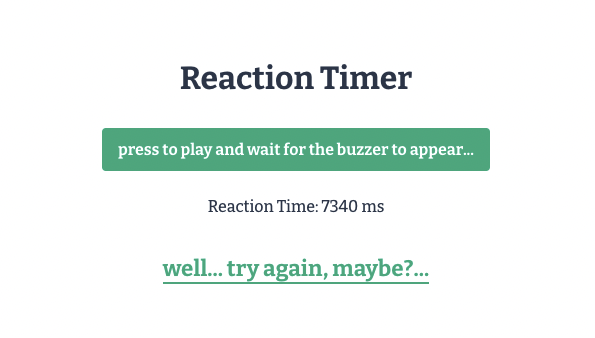 Reaction Timer
press to play and wait for the buzzer to appear...
Reaction Time: 7340 ms
well... try again, maybe?...